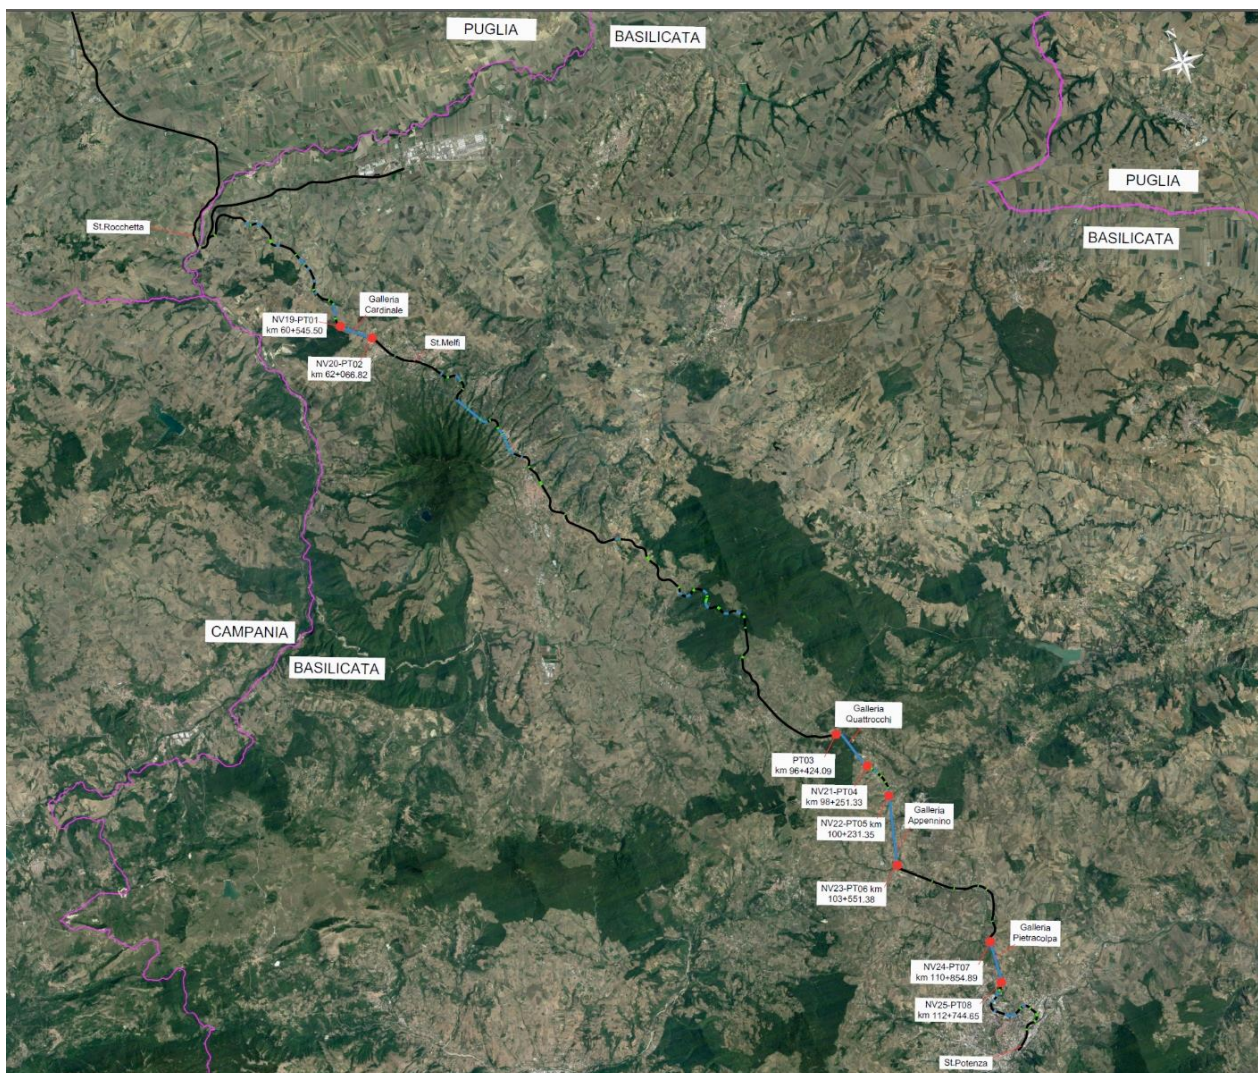 PUGLIA
BASILICATA
N
PUGLIA
BASILICATA
St.Rocchetta
Galleria
Cardinale
NV19-PT01
km 60+545.50
St.Melfi
NV20-PT02
km 62+066.82
CAMPANIA
BASILICATA
Galleria
Quattrocchi
PT03
km 96+424.09
NV21-PT04
km 98+251.33
Galleria
Appennino
NV22-PT05 km
100+231.35
NV23-PT06 km
103+551.38
Galleria
Pietracolpa
NV24-PT07
km 110+854.89
NV25-PT08
km 112+744.65
St.Potenza